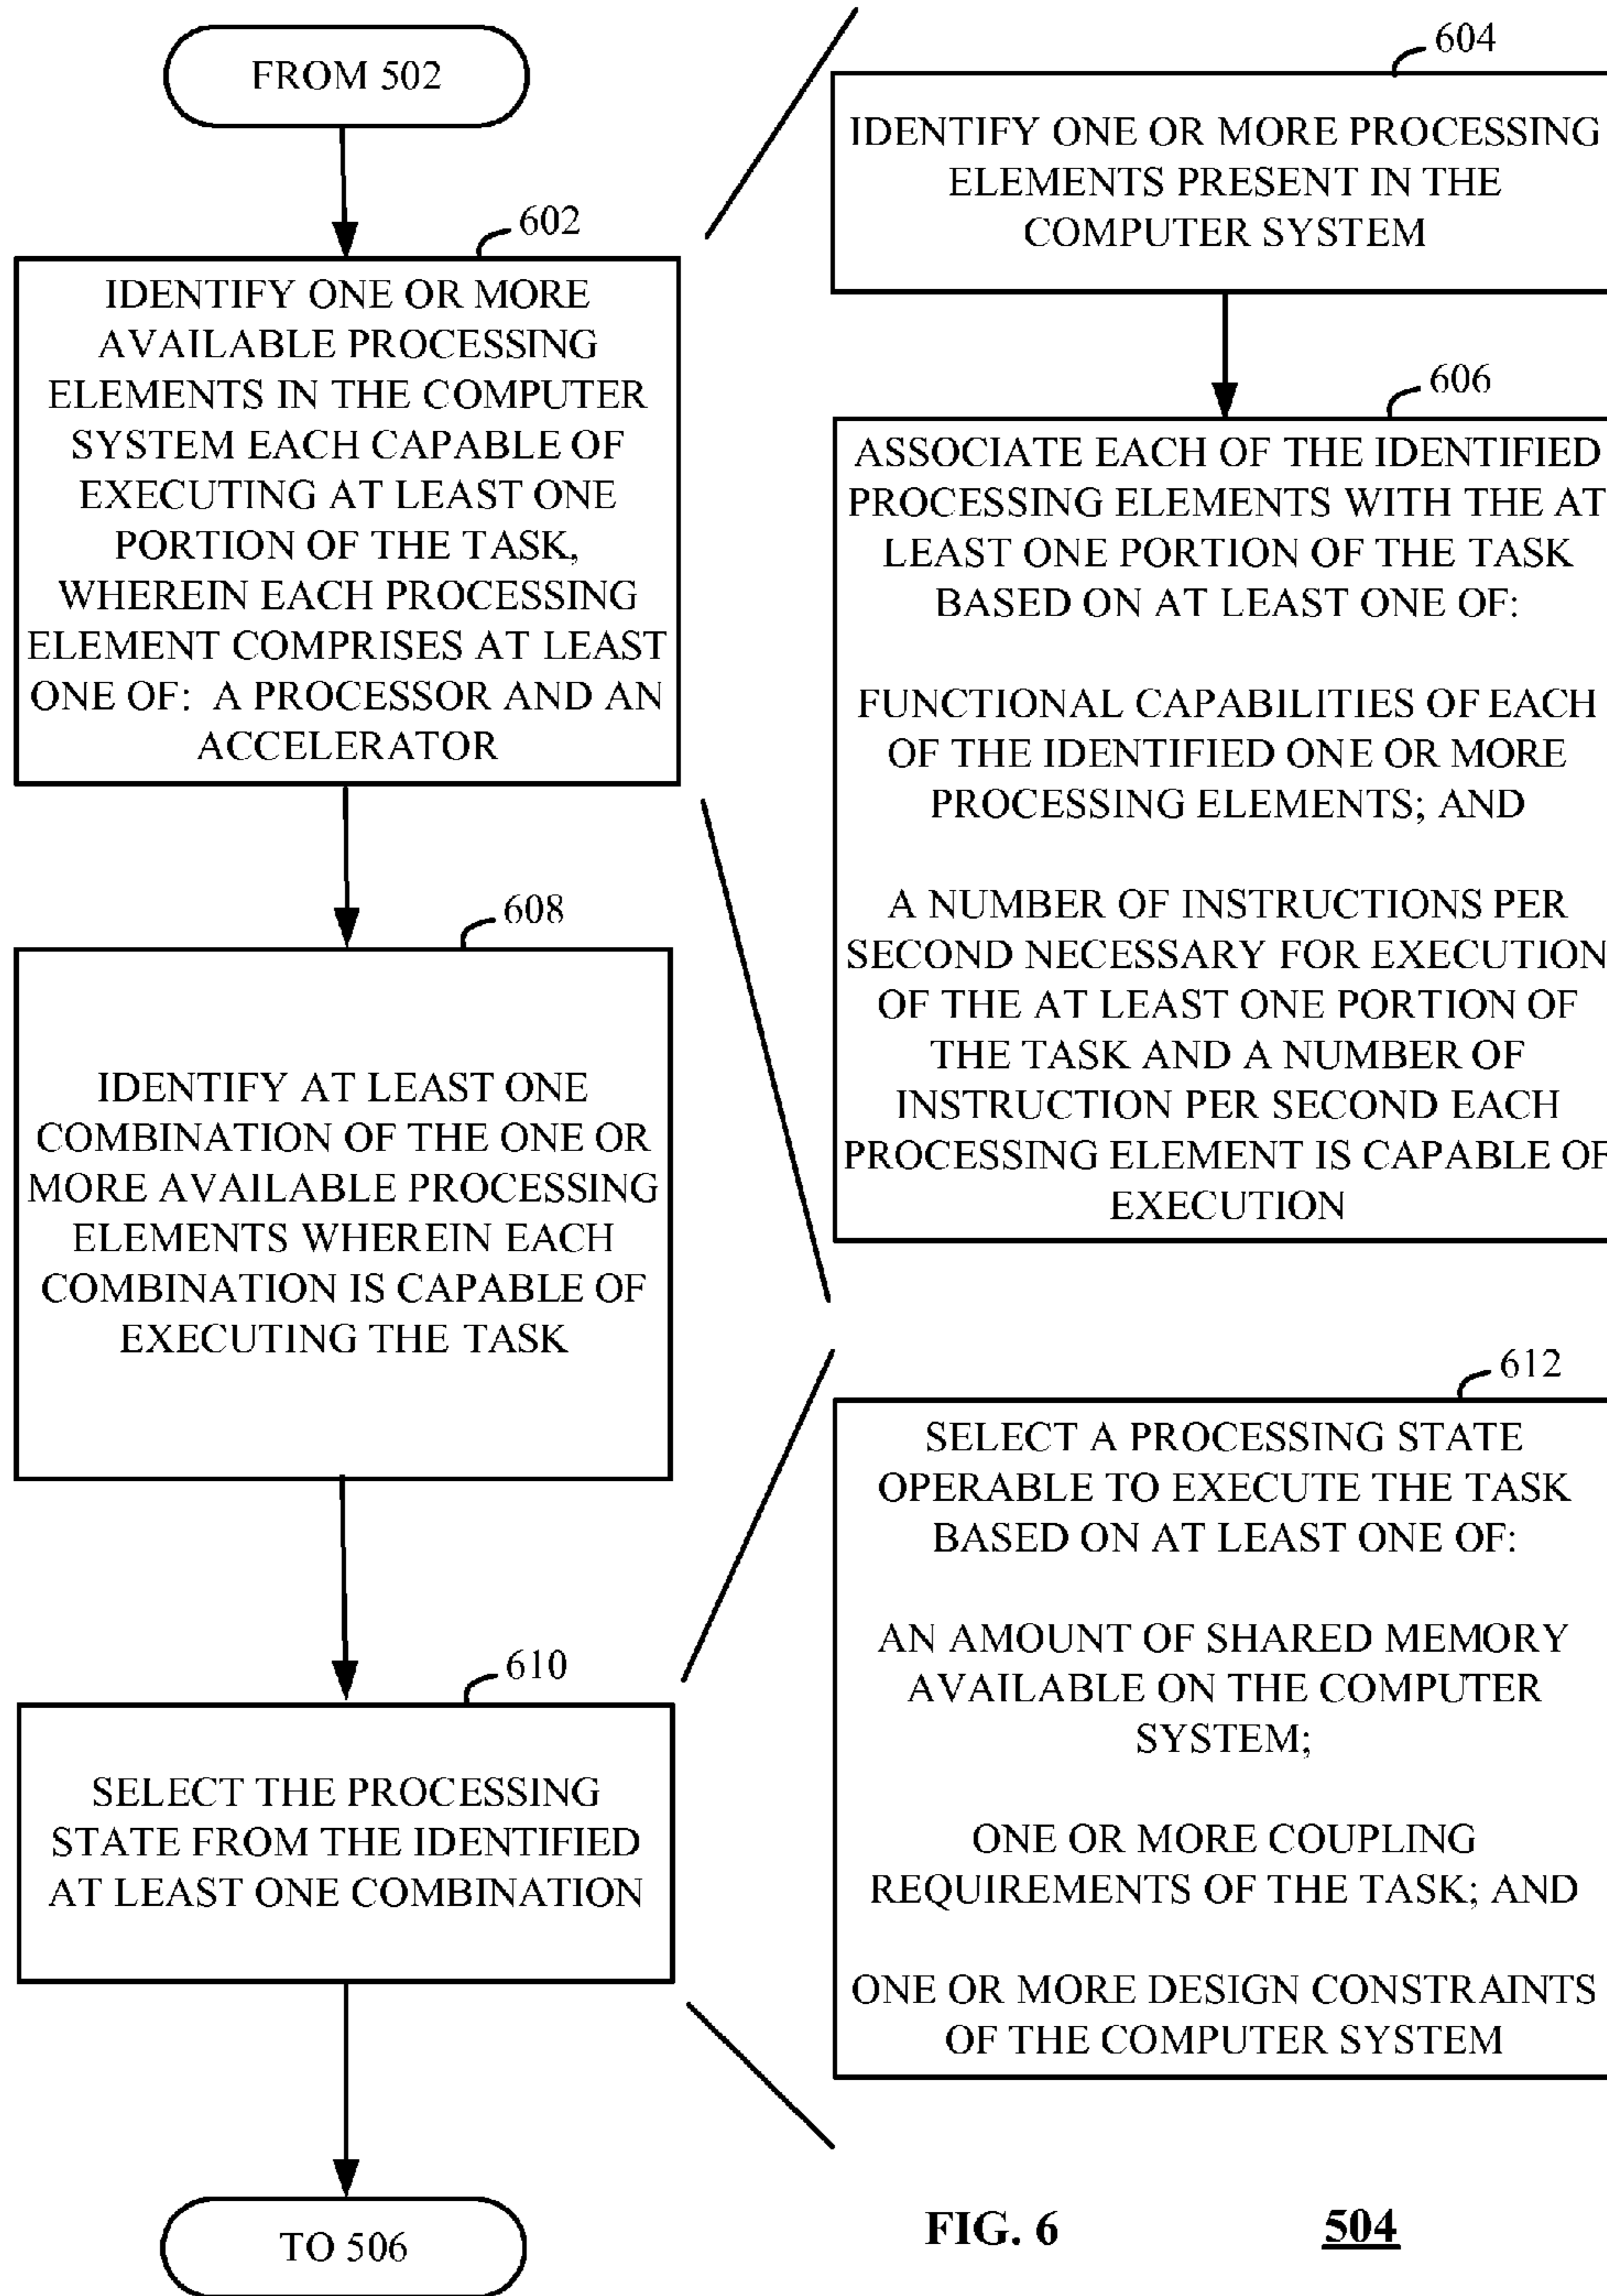 FROM 502
602
IDENTIFY ONE OR MORE
AVAILABLE PROCESSING
ELEMENTS IN THE COMPUTER
SYSTEM EACH CAPABLE OF
EXECUTING AT LEAST ONE
PORTION OF THE TASK,
WHEREIN EACH PROCESSING
ELEMENT COMPRISES AT LEAST
ONE OF: A PROCESSOR AND AN
ACCELERATOR
608
IDENTIFY AT LEAST ONE
COMBINATION OF THE ONE OR
MORE AVAILABLE PROCESSING
ELEMENTS WHEREIN EACH
COMBINATION IS CAPABLE OF
EXECUTING THE TASK
610
SELECT THE PROCESSING
STATE FROM THE IDENTIFIED
AT LEAST ONE COMBINATION
TO 506
604
IDENTIFY ONE OR MORE PROCESSING
ELEMENTS PRESENT IN THE
COMPUTER SYSTEM
606
ASSOCIATE EACH OF THE IDENTIFIED
PROCESSING ELEMENTS WITH THE AT
LEAST ONE PORTION OF THE TASK
BASED ON AT LEAST ONE OF:
FUNCTIONAL CAPABILITIES OF EACH
OF THE IDENTIFIED ONE OR MORE
PROCESSING ELEMENTS; AND
A NUMBER OF INSTRUCTIONS PER
SECOND NECESSARY FOR EXECUTION
OF THE AT LEAST ONE PORTION OF
THE TASK AND A NUMBER OF
INSTRUCTION PER SECOND EACH
PROCESSING ELEMENT IS CAPABLE OF
EXECUTION
612
SELECT A PROCESSING STATE
OPERABLE TO EXECUTE THE TASK
BASED ON AT LEAST ONE OF:
AN AMOUNT OF SHARED MEMORY
AVAILABLE ON THE COMPUTER
SYSTEM;
ONE OR MORE COUPLING
REQUIREMENTS OF THE TASK; AND
ONE OR MORE DESIGN CONSTRAINTS
OF THE COMPUTER SYSTEM
FIG. 6
504